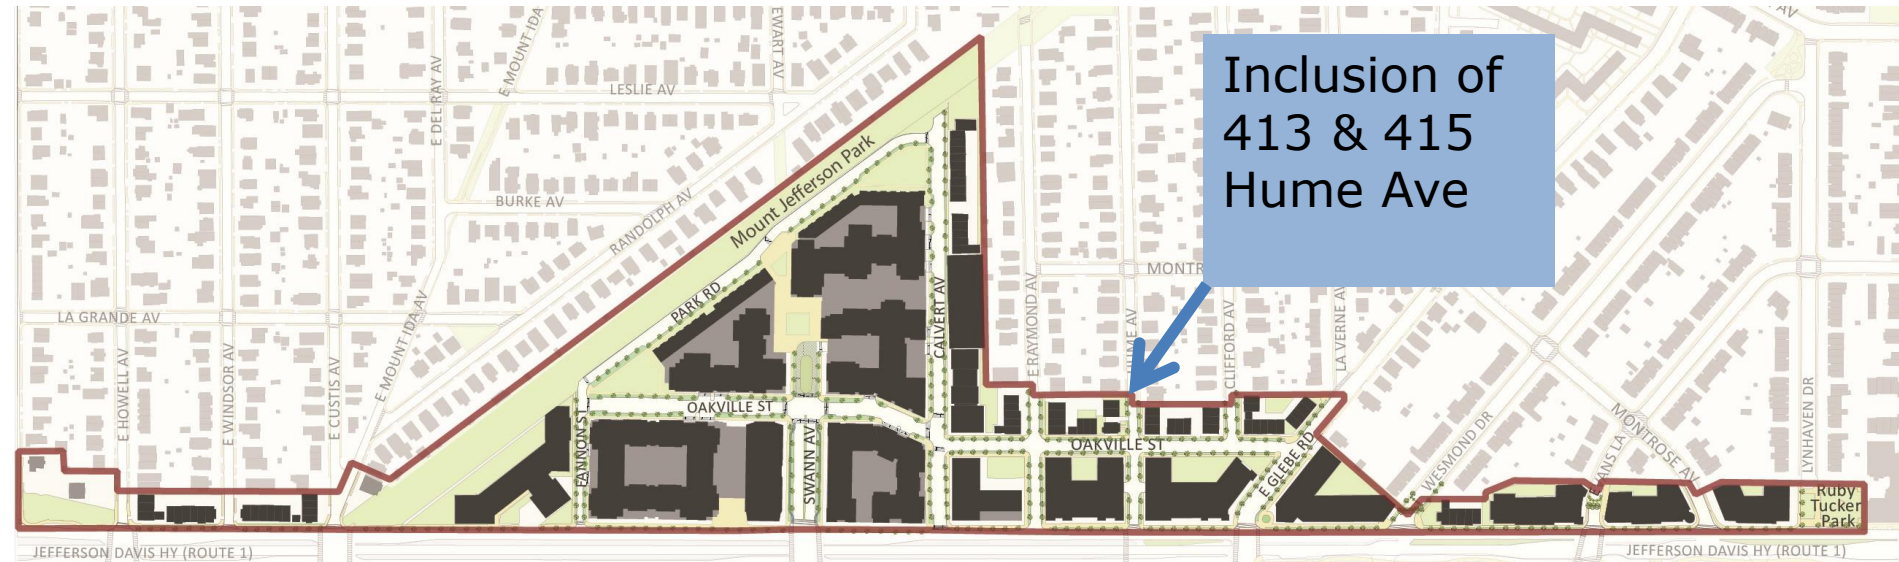 Inclusion of
413 & 415
Hume Ave
AV
E MOUNT IDA
EWART AV
LESLIE AV
E DEL RAY AV
BURKE AV
RANDOLPH AV
Mount Jefferson Park
LA GRANDE AV
E HOWELL AV
E WINDSOR AV
E CUSTIS AV
E MOUNT IDA AV
PARK RD
CALVERT AV
E RAYMOND AV
HUME AV
MONTR
CLIFFORD AV
LA VERNE AV
FANNON ST
OAKVILLE ST
SWANN AV
OAKVILLE ST
E GLEBE RD
WESMOND DR
EVANS LA
MONTROSE AV
LYNHAVEN DR
Ruby
Tucker
Park
JEFFERSON DAVIS HY (ROUTE 1)
JEFFERSON DAVIS HY (ROUTE 1)